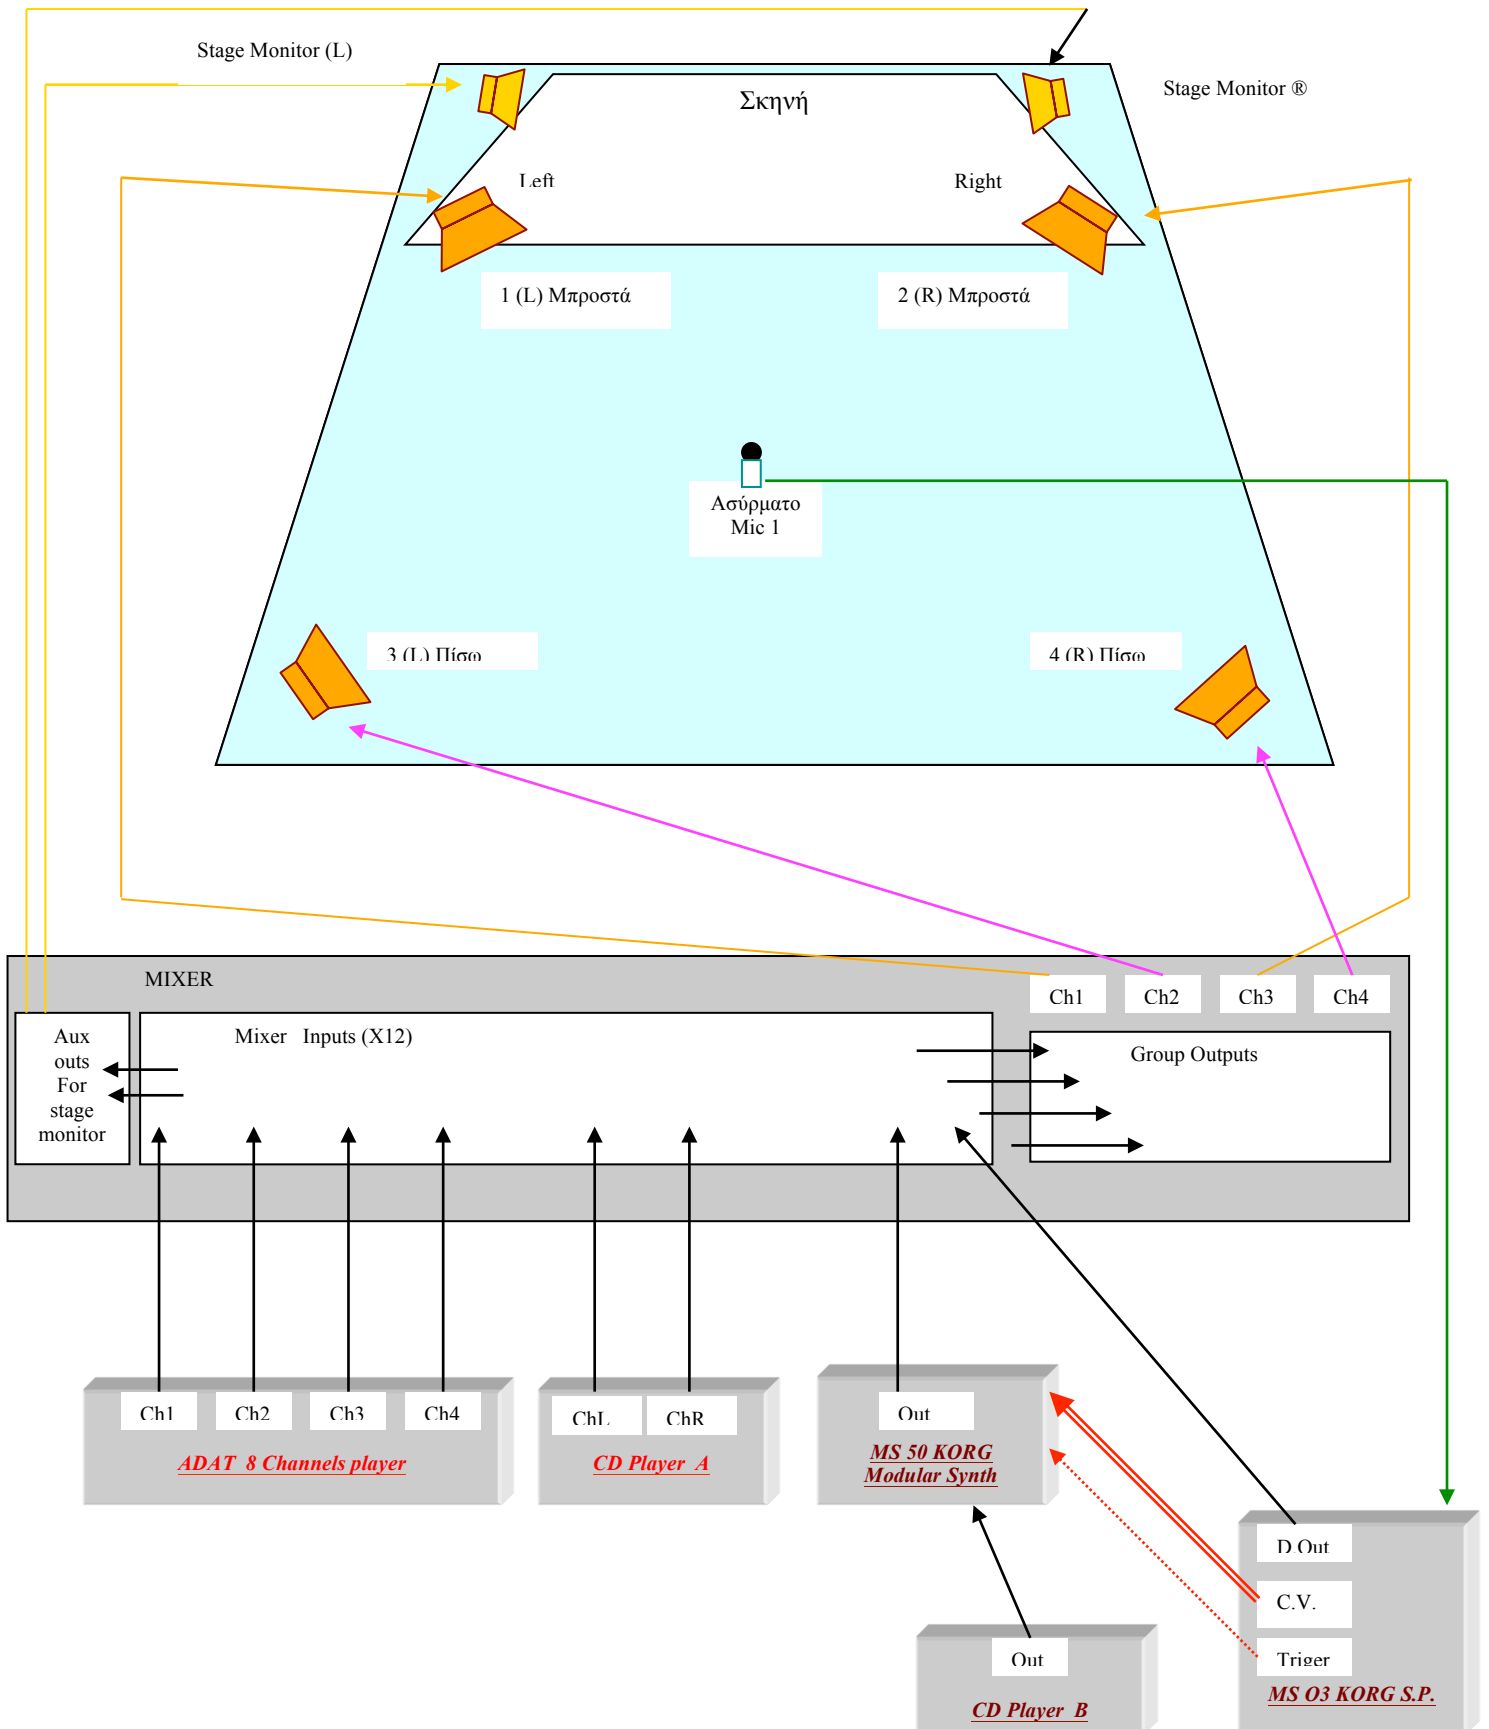 Stage Monitor (L)
Stage Monitor ®
Σκηνή
Left
Right
1 (L) Μπροστά
2 (R) Μπροστά
Ασύρματο
Mic 1
3 (L) Πίσω
4 (R) Πίσω
MIXER
Ch1
Ch2
Ch3
Ch4
Aux
outs
For
stage
monitor
Mixer Inputs (X12)
Group Outputs
Ch1
Ch2
Ch3
Ch4
ADAT 8 Channels player
ChL
ChR
CD Player A
Out
MS 50 KORG
Modular Synth
D.Out
C.V.
Triger
MS O3 KORG S.P.
Out
CD Player B